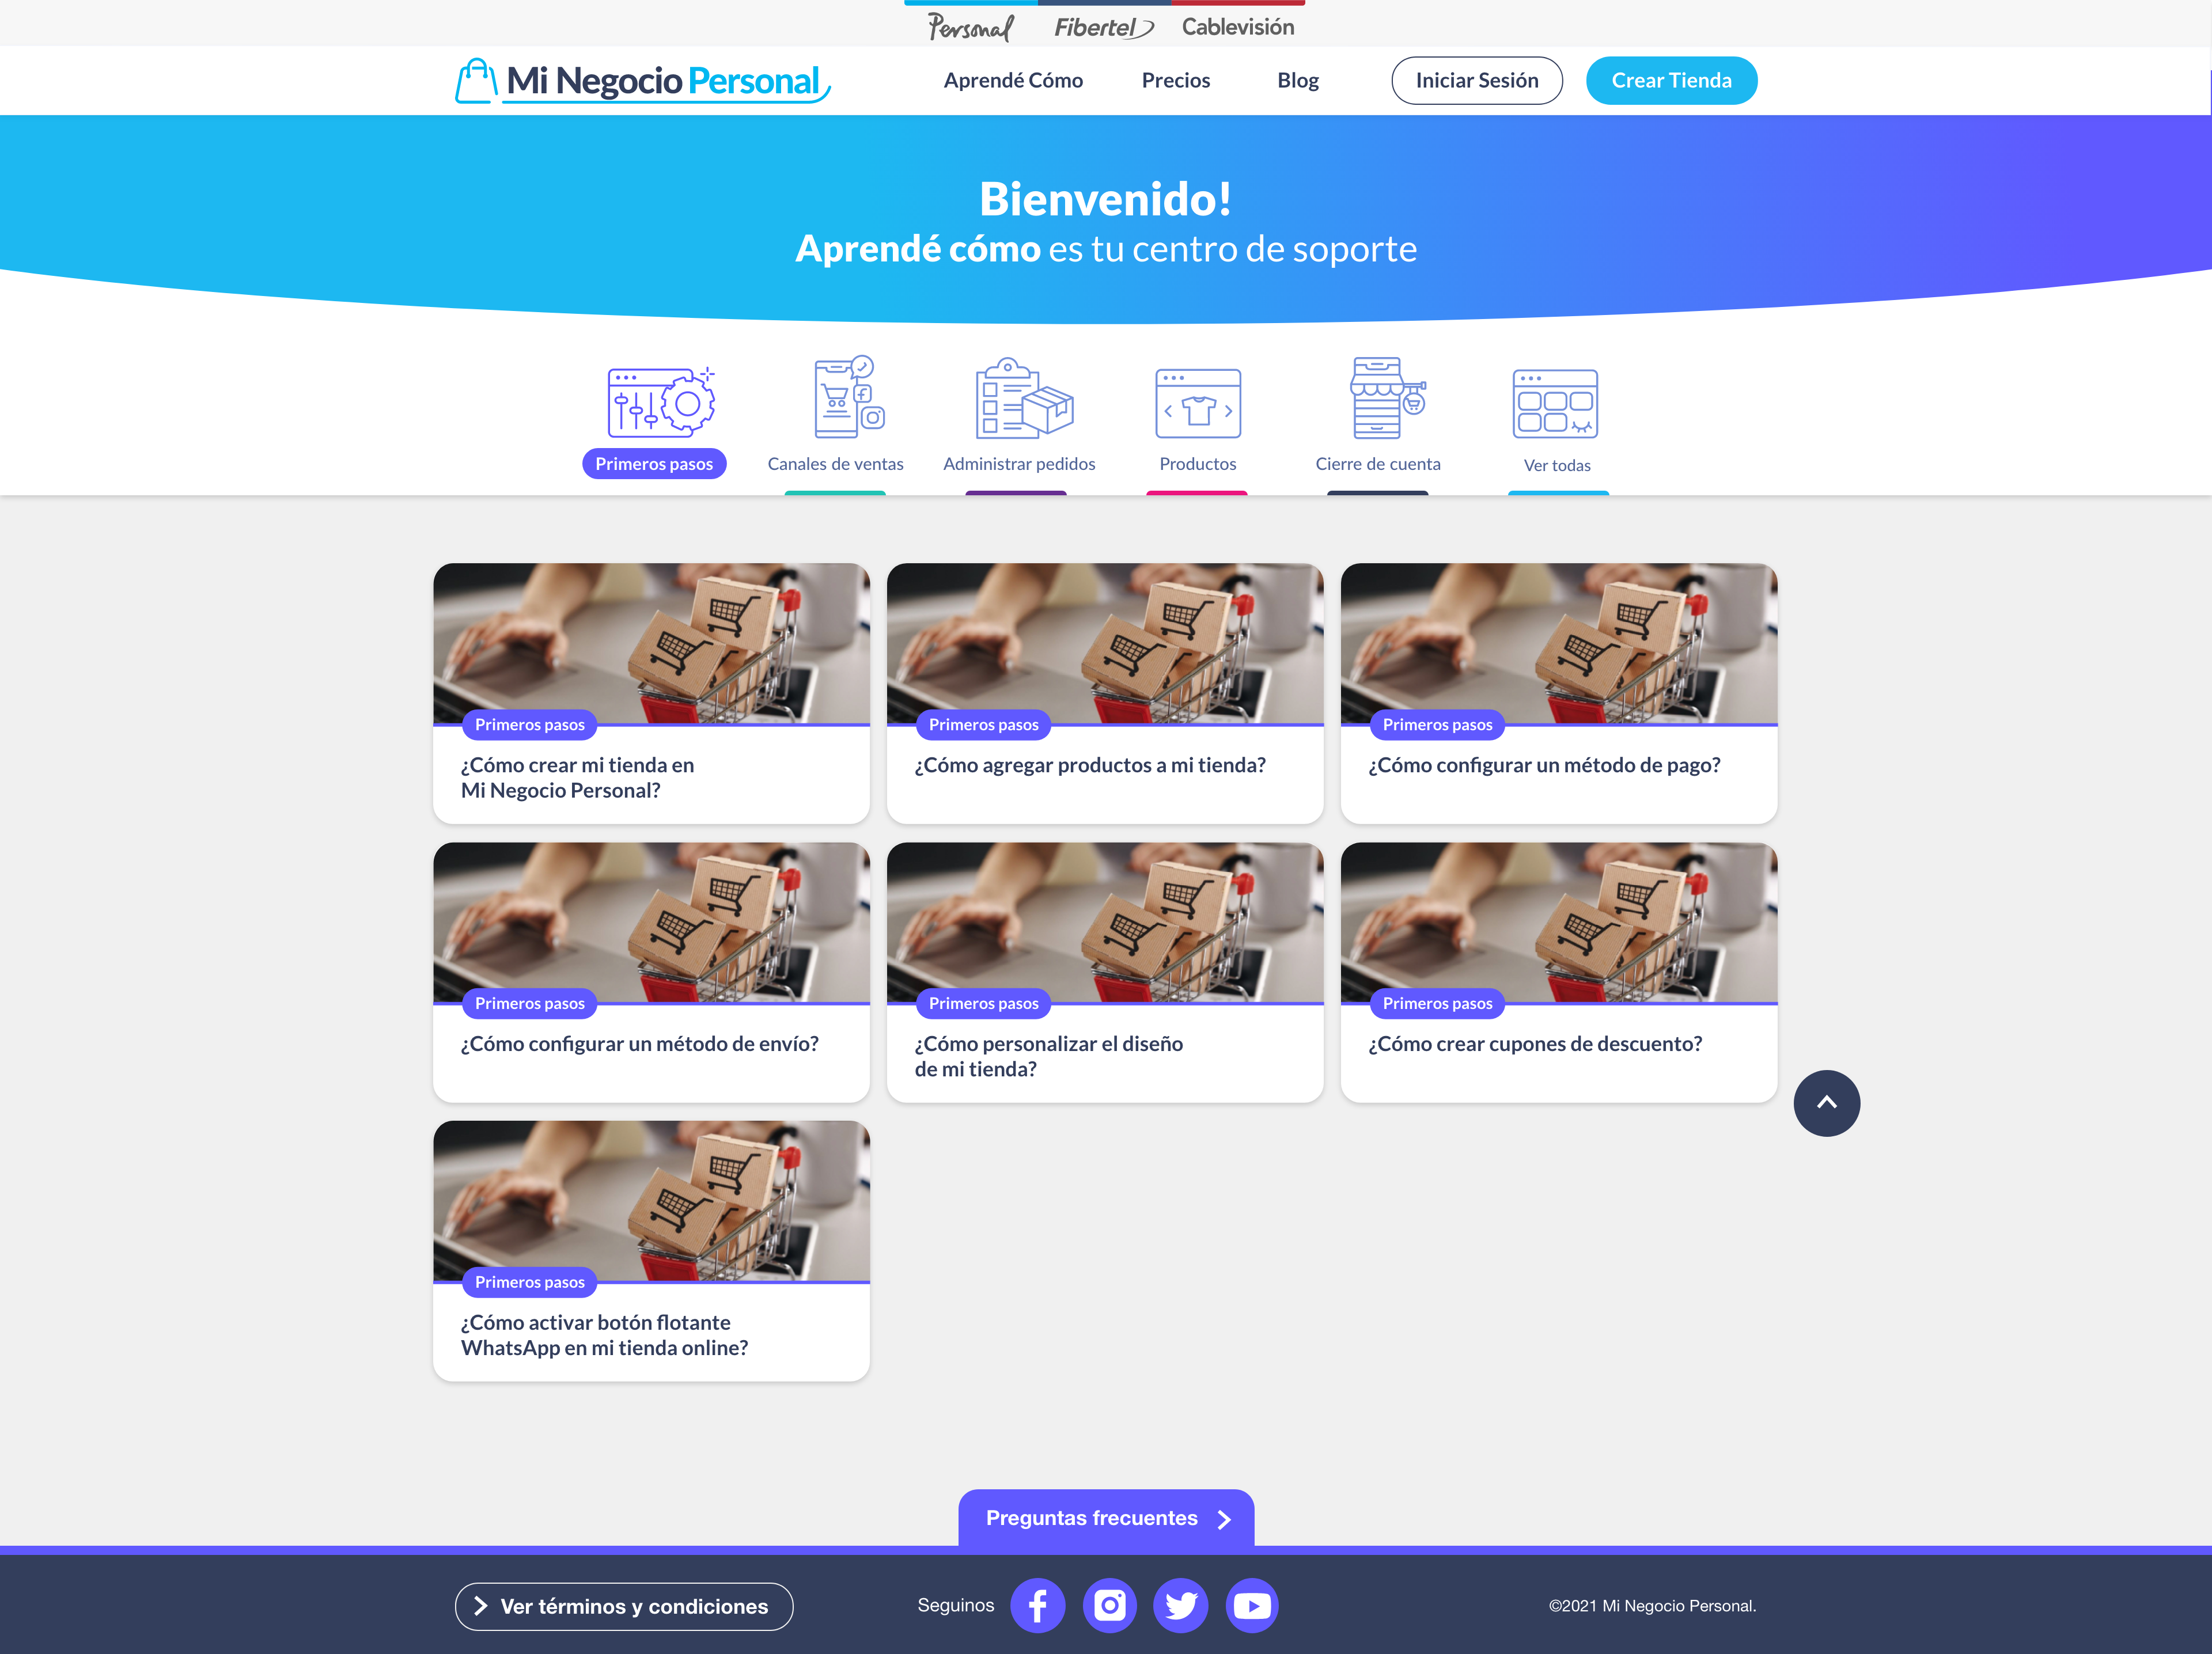 Personal Fibertel Cablevisión
Mi Negocio Personal
Aprendé Cómo Precios Blog Iniciar Sesión Crear Tienda
Bienvenido!
Aprendé cómo es tu centro de soporte
Primeros pasos Canales de ventas Administrar pedidos Productos Cierre de cuenta Ver todas
Primeros pasos
¿Cómo crear mi tienda en
Mi Negocio Personal?
Primeros pasos
¿Cómo agregar productos a mi tienda?
Primeros pasos
¿Cómo configurar un método de pago?
Primeros pasos
¿Cómo configurar un método de envío?
Primeros pasos
¿Cómo personalizar el diseño
de mi tienda?
Primeros pasos
¿Cómo crear cupones de descuento?
Primeros pasos
¿Cómo activar botón flotante
WhatsApp en mi tienda online?
Preguntas frecuentes
Ver términos y condiciones
Seguinos
©2021 Mi Negocio Personal.